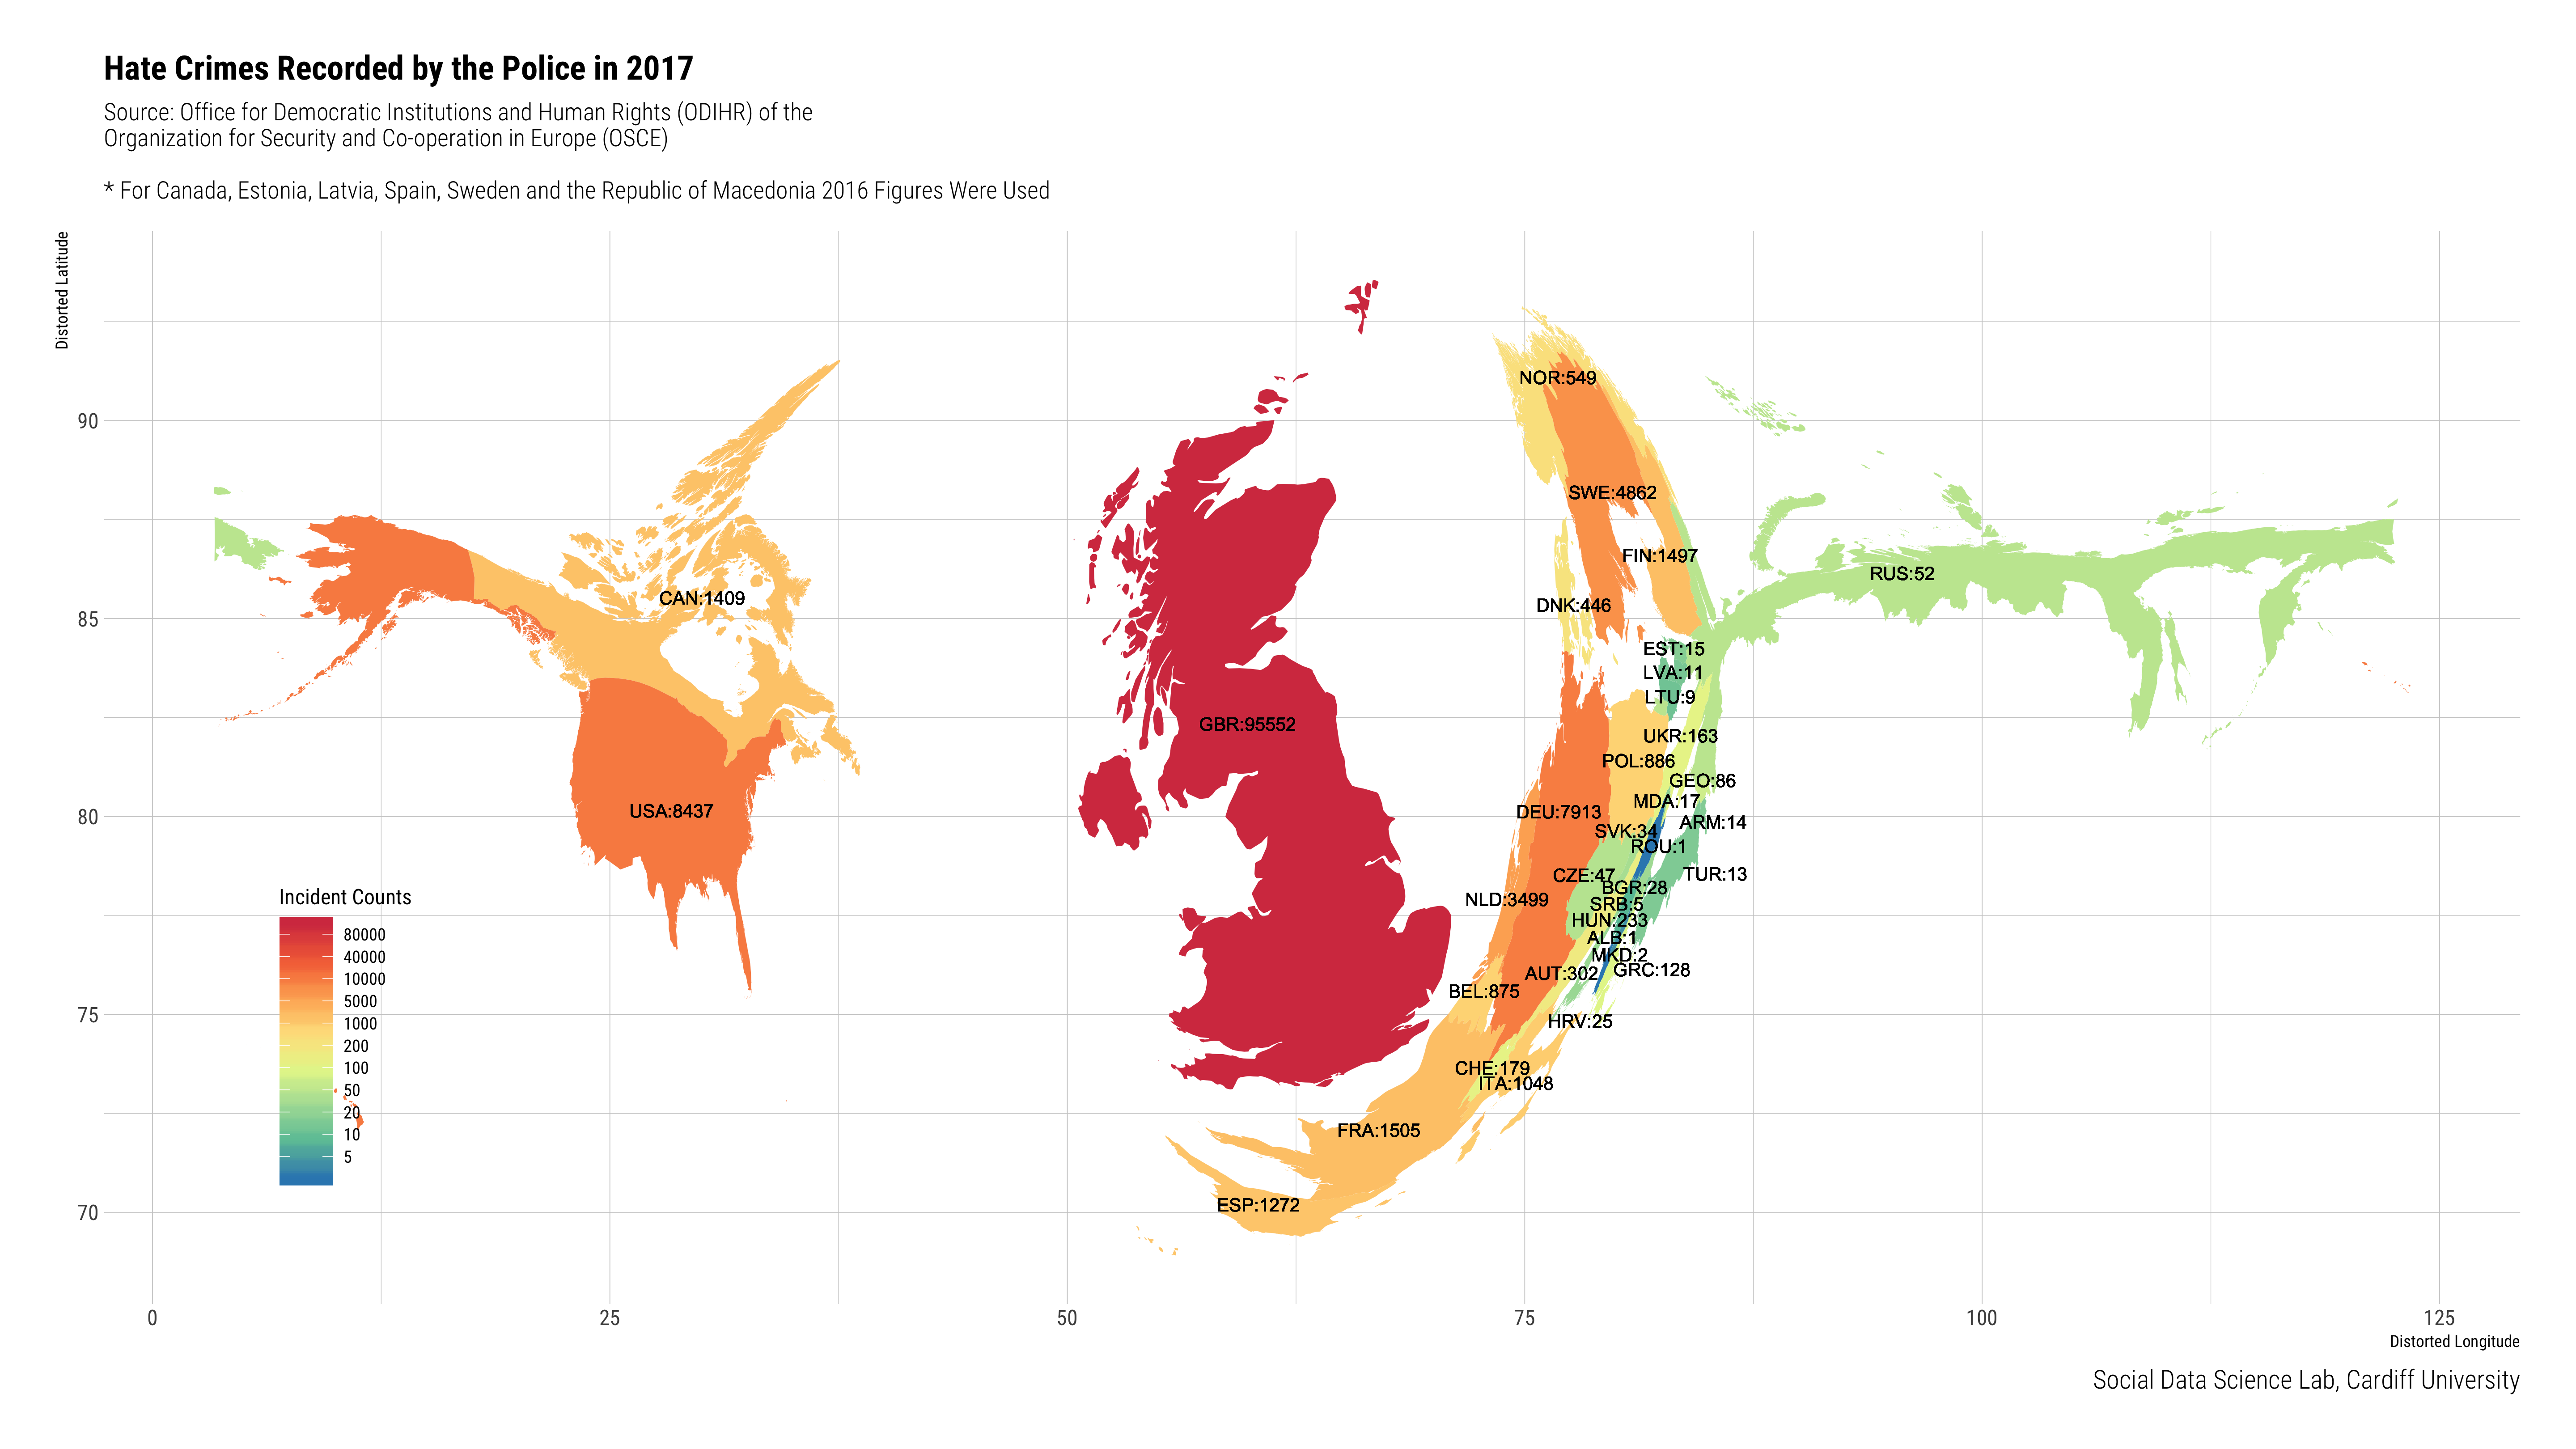 Hate Crimes Recorded by the Police in 2017
Source: Office for Democratic Institutions and Human Rights (ODIHR) of the
Organization for Security and Co-operation in Europe (OSCE)
* For Canada, Estonia, Latvia, Spain, Sweden and the Republic of Macedonia 2016 Figures Were Used
Distorted Latitude
90
85
80
75
70
NOR:549
SWE:4862
FIN:1497
RUS:52
CAN:1409
DNK:446
EST:15
LVA:11
LTU:9
GBR:95552
UKR:163
POL:886
GEO:86
MDA:17
USA:8437
DEU:7913
ARM:14
SVK:34
ROU:1
CZE:47
TUR:13
BGR:28
NLD:3499
SRB:5
HUN:233
ALB:1
MKD:2
AUT:302
GRC:128
BEL:875
HRV:25
CHE:179
ITA:1048
FRA:1505
ESP:1272
Incident Counts
80000
40000
10000
5000
1000
200
100
50
20
10
5
0
25
50
75
100
125
Distorted Longitude
Social Data Science Lab, Cardiff University